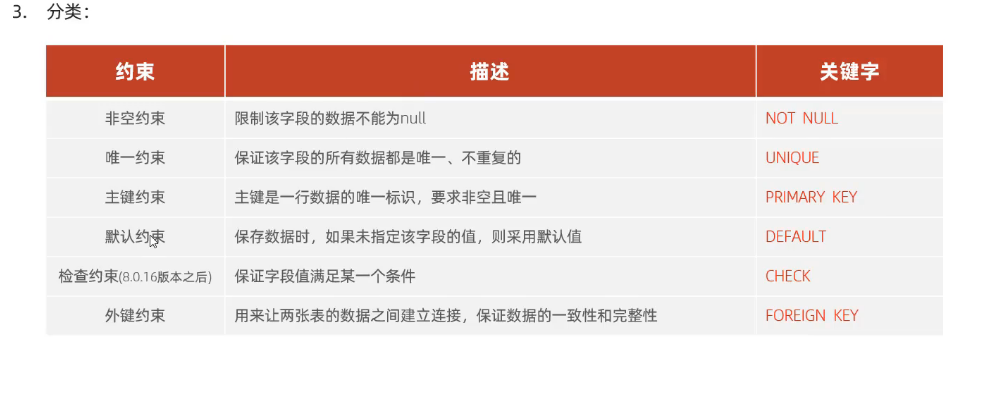 3. 分类：
约束 描述 关键字
非空约束 限制该字段的数据不能为null NOT NULL
唯一约束 保证该字段的所有数据都是唯一、不重复的 UNIQUE
主键约束 主键是一行数据的唯一标识，要求非空且唯一 PRIMARY KEY
默认约束 保存数据时，如果未指定该字段的值，则采用默认值 DEFAULT
检查约束(8.0.16版本之后) 保证字段值满足某一个条件 CHECK
外键约束 用来让两张表的数据之间建立连接，保证数据的一致性和完整性 FOREIGN KEY